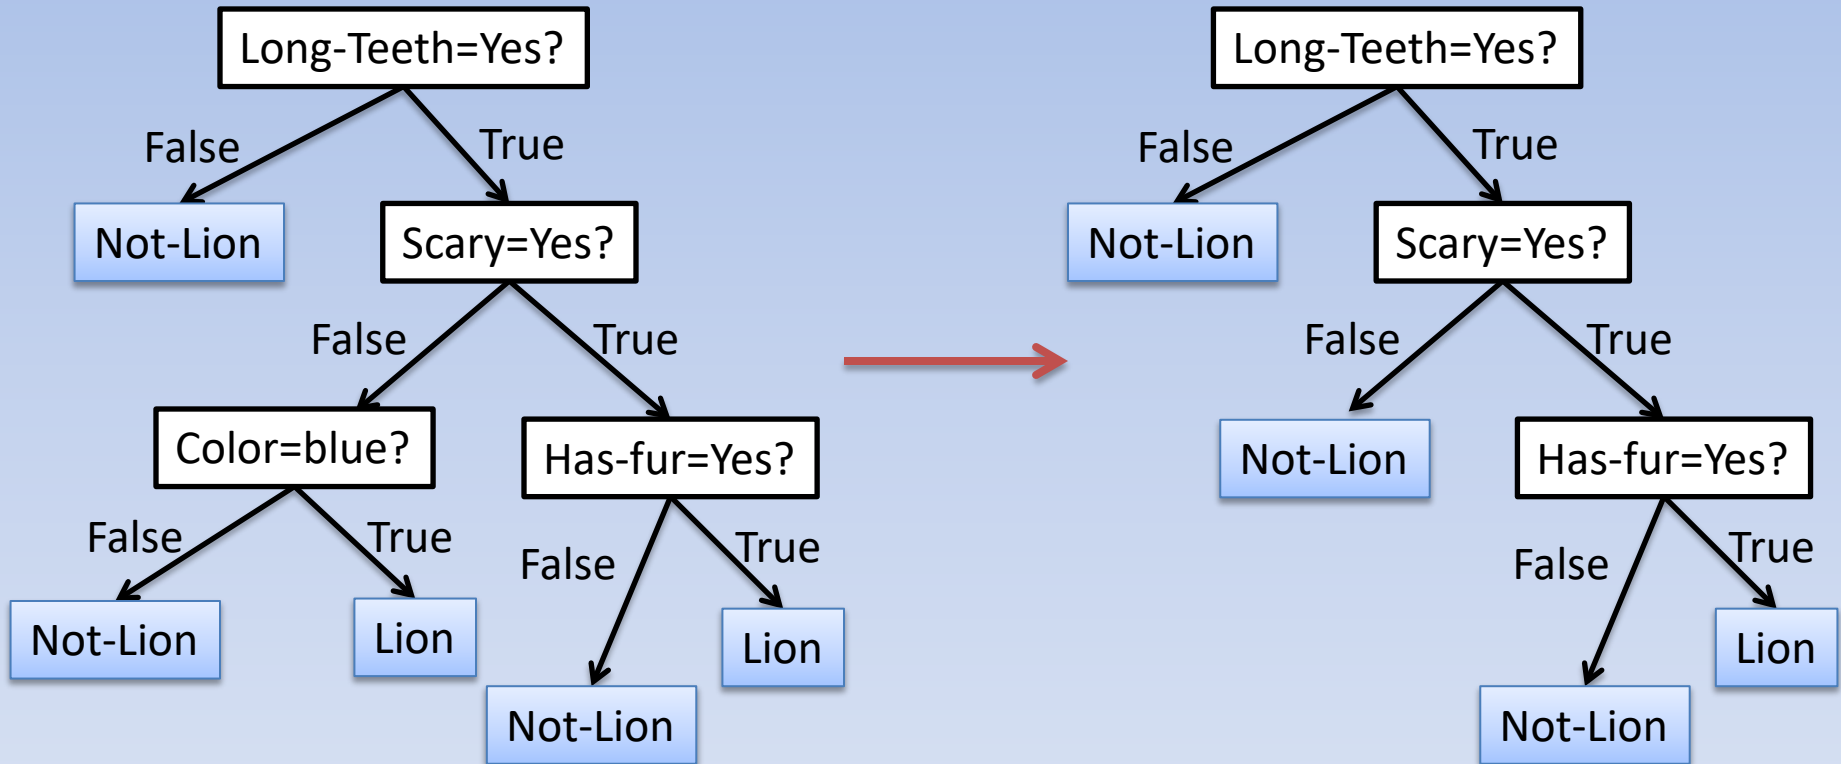 Long-Teeth=Yes?
False
True
Not-Lion
Scary=Yes?
False
True
Color=blue?
Has-fur=Yes?
False
True
False
True
Not-Lion
Lion
Lion
Not-Lion
Long-Teeth=Yes?
False
True
Not-Lion
Scary=Yes?
False
True
Not-Lion
Has-fur=Yes?
False
True
Lion
Not-Lion